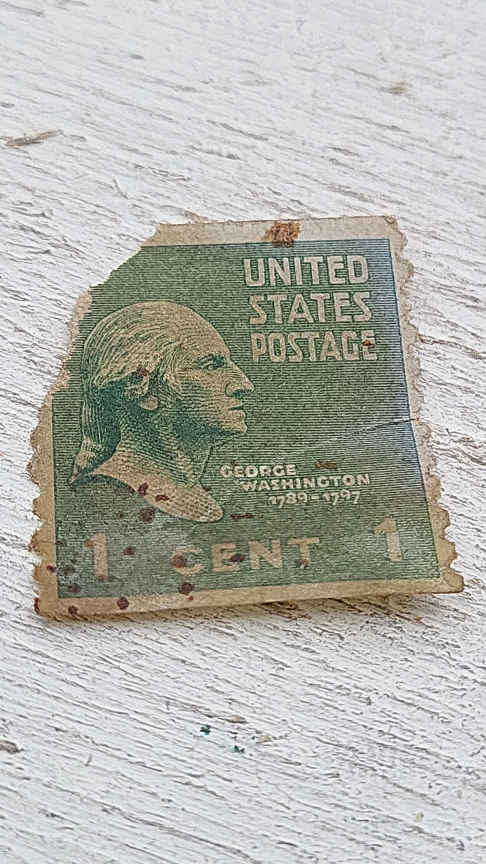 UNITED
STATES
POSTAGE
GEORGE
WASHINGTON
1789-1797
1 CENT 1